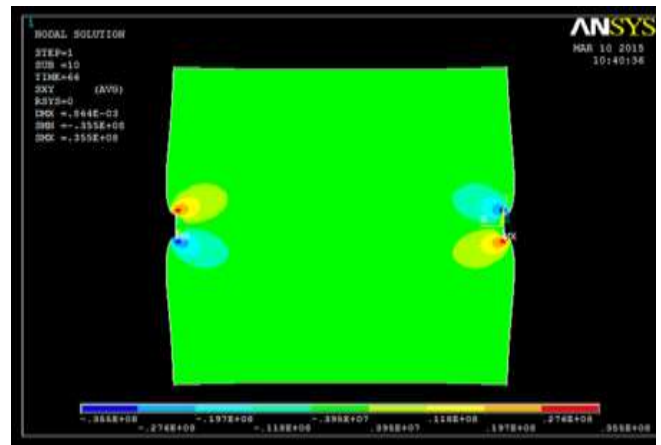 1
NODAL SOLUTION
STEP=1
SUB =10
TIME=66
SXY (AVG)
RSYS=0
DMX =.844E-03
SMN =-.355E+08
SMX =.355E+08
ANSYS
MAR 10 2015
10:40:36
-.355E+08 -.197E+08 -.395E+07 .118E+08 .276E+08
-.276E+08 -.118E+08 .395E+07 .197E+08 .355E+08